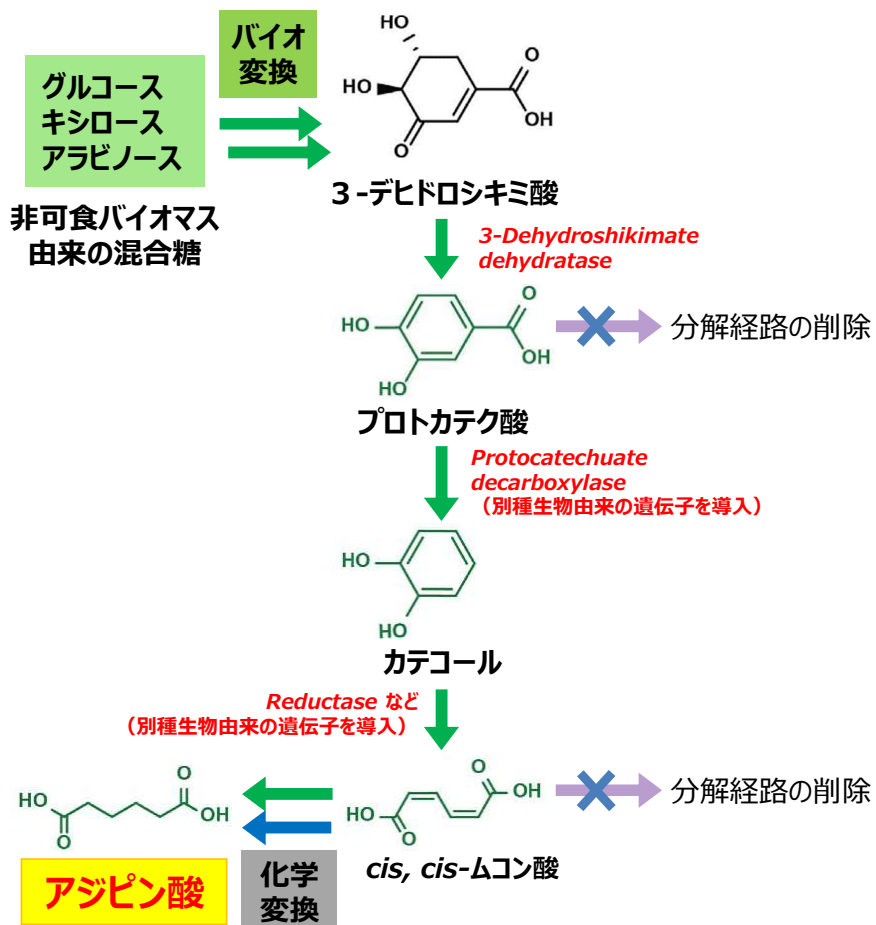 バイオ
変換
グルコース
キシロース
アラビノース
非可食バイオマス
由来の混合糖
HO
HO
O
O
OH
3-デヒドロシキミ酸
3-Dehydroshikimate
dehydratase
HO
HO
O
OH
分解経路の削除
プロトカテク酸
Protocatechuate
decarboxylase
(別種生物由来の遺伝子を導入)
HO
HO
カテコール
Reductase など
(別種生物由来の遺伝子を導入)
HO
O
O
OH
HO
O
O
OH
分解経路の削除
cis, cis-ムコン酸
アジピン酸
化学
変換